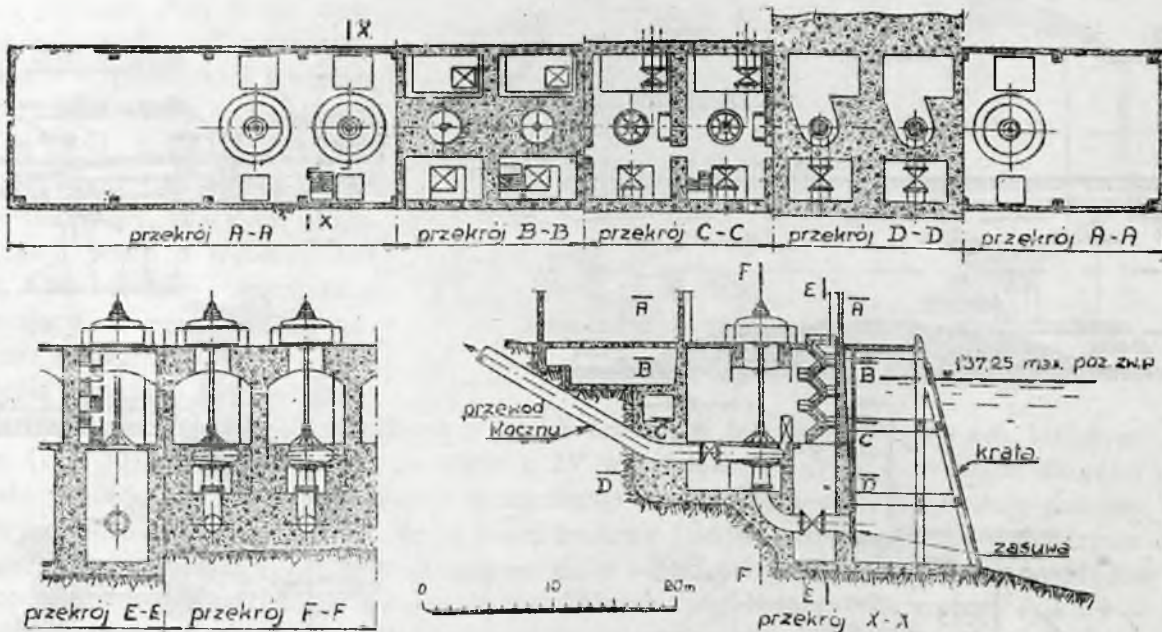 X
X
przekrój A-A
przekrój B-B
przekrój C-C
przekrój D-D
przekrój A-A
F
E
A
A
B
B
137.25 max. poz. zw.p
przewod
tłoczny
C
C
krata
D
D
zasuwa
F
E
0 10 20m
przekrój E-E
przekrój F-F
przekrój X-X